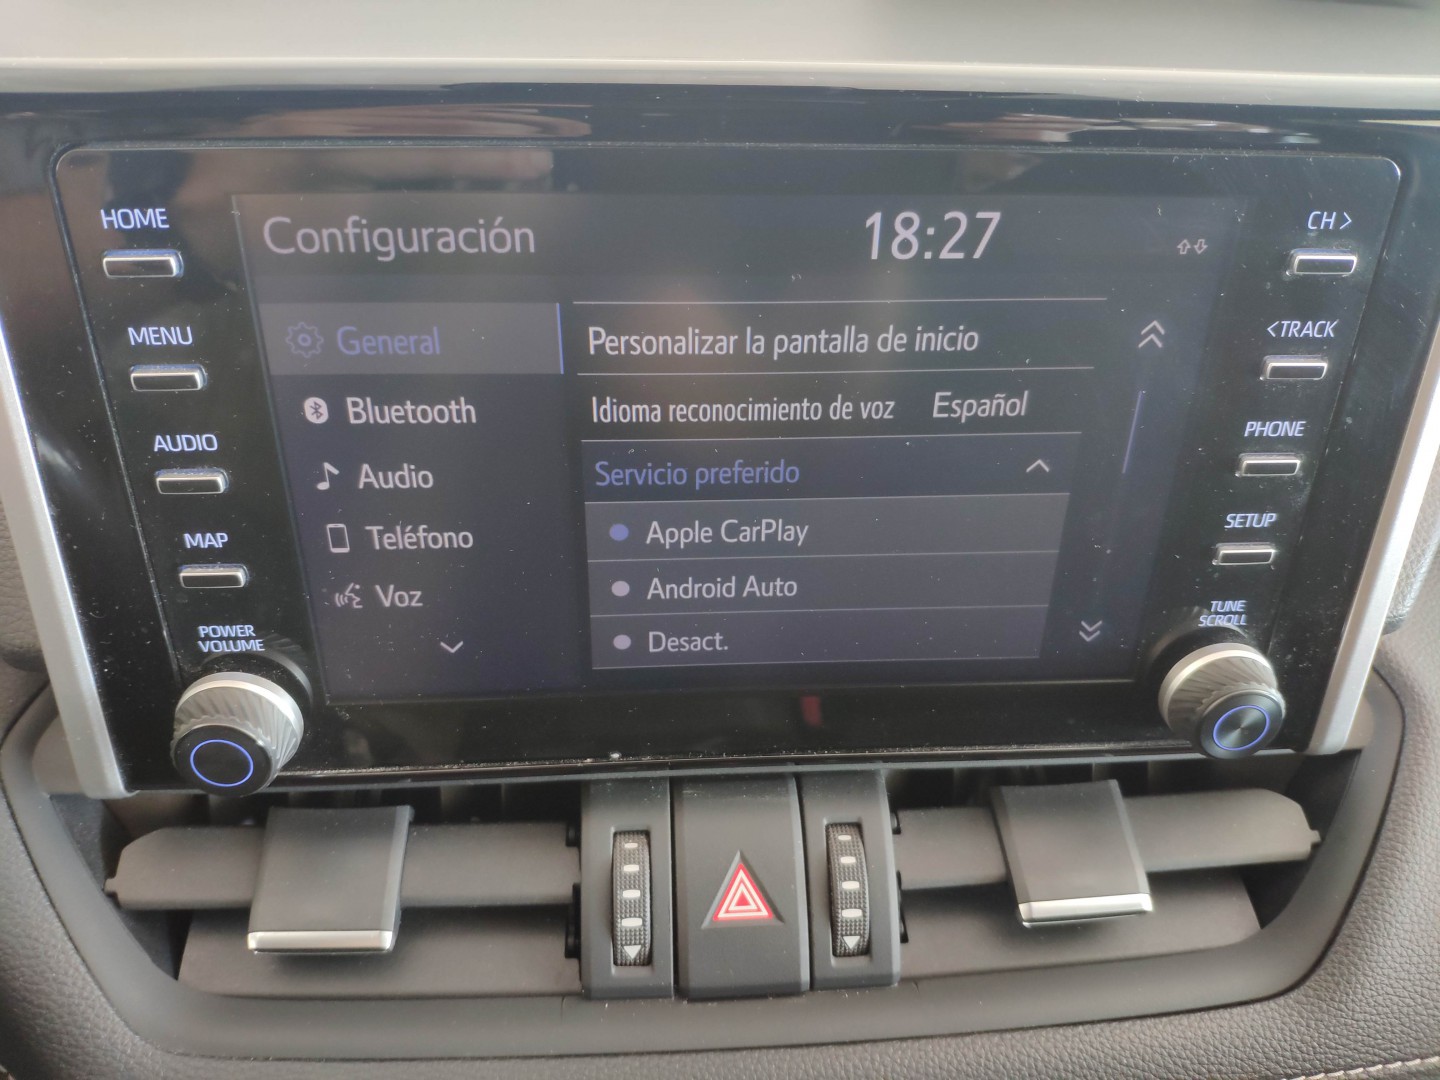 HOME
MENU
AUDIO
MAP
POWER
VOLUME
Configuración
18:27
General
Bluetooth
Audio
Teléfono
Voz
Personalizar la pantalla de inicio
Idioma reconocimiento de voz Español
Servicio preferido
Apple CarPlay
Android Auto
Desact.
CH >
< TRACK
PHONE
SETUP
TUNE
SCROLL